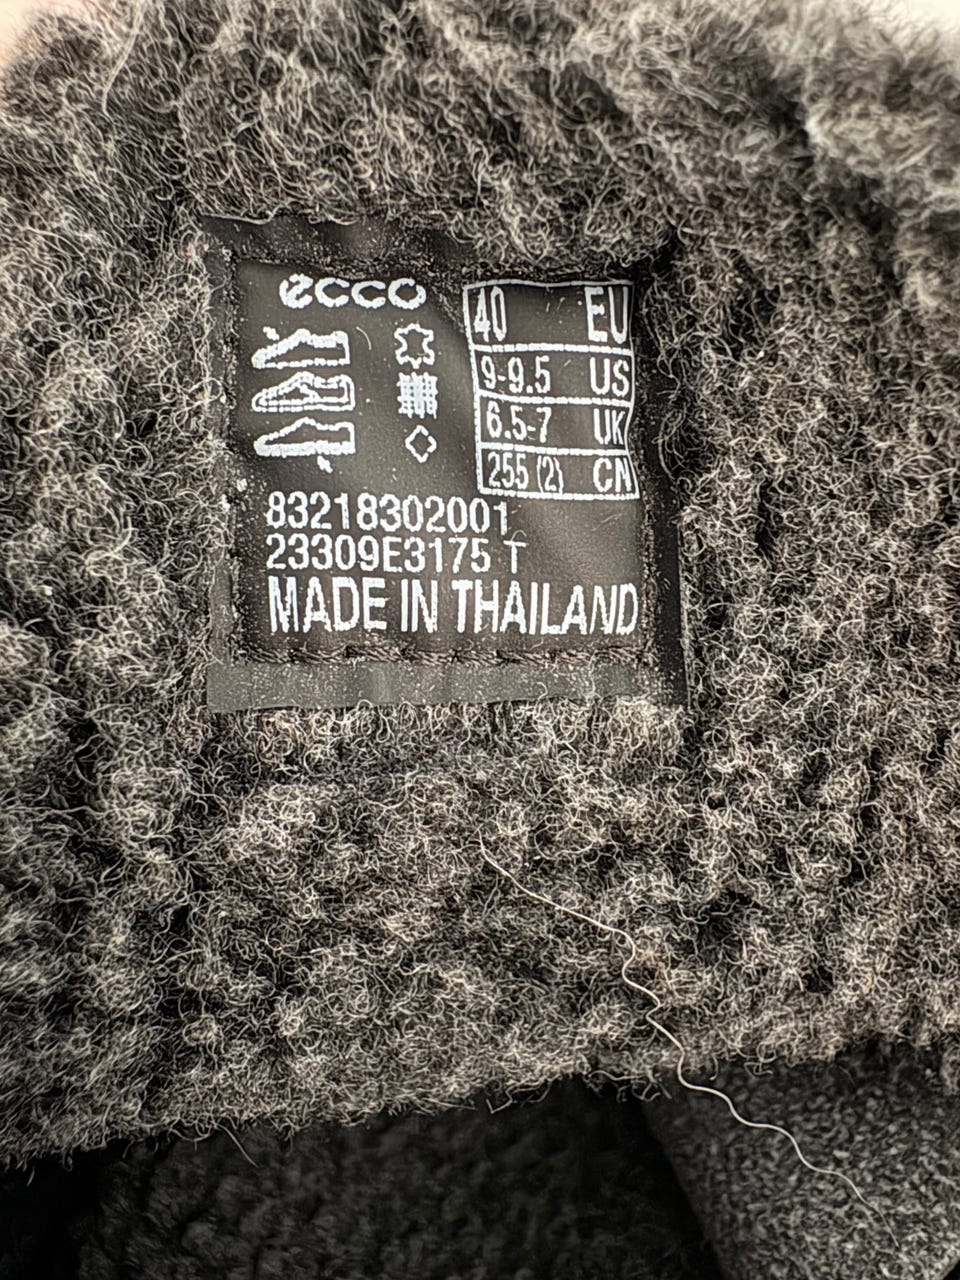 ecco
40 EU
9-9.5 US
6.5-7 UK
255 (2) CN
83218302001
23309E3175 T
MADE IN THAILAND